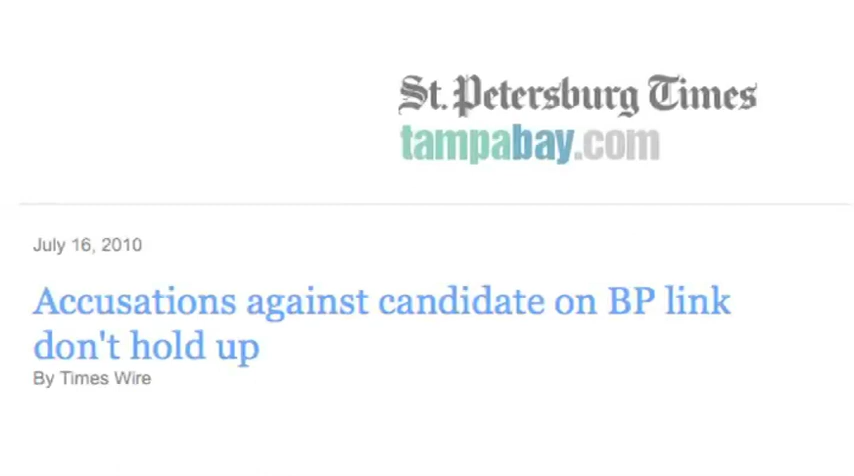 St. Petersburg Times
tampabay.com
July 16, 2010
Accusations against candidate on BP link
don't hold up
By Times Wire